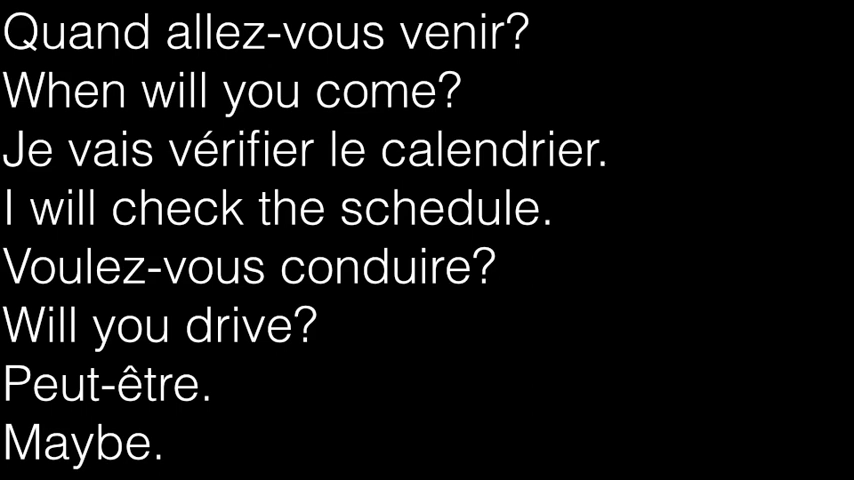 Quand allez-vous venir?
When will you come?
Je vais vérifier le calendrier.
I will check the schedule.
Voulez-vous conduire?
Will you drive?
Peut-être.
Maybe.